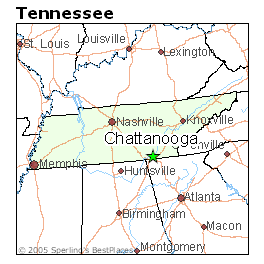 Tennessee
St. Louis
Louisville
Lexington
Nashville
Knoxville
Chattanooga
Memphis
Huntsville
Atlanta
Birmingham
Macon
Montgomery
© 2005 Sperling's BestPlaces